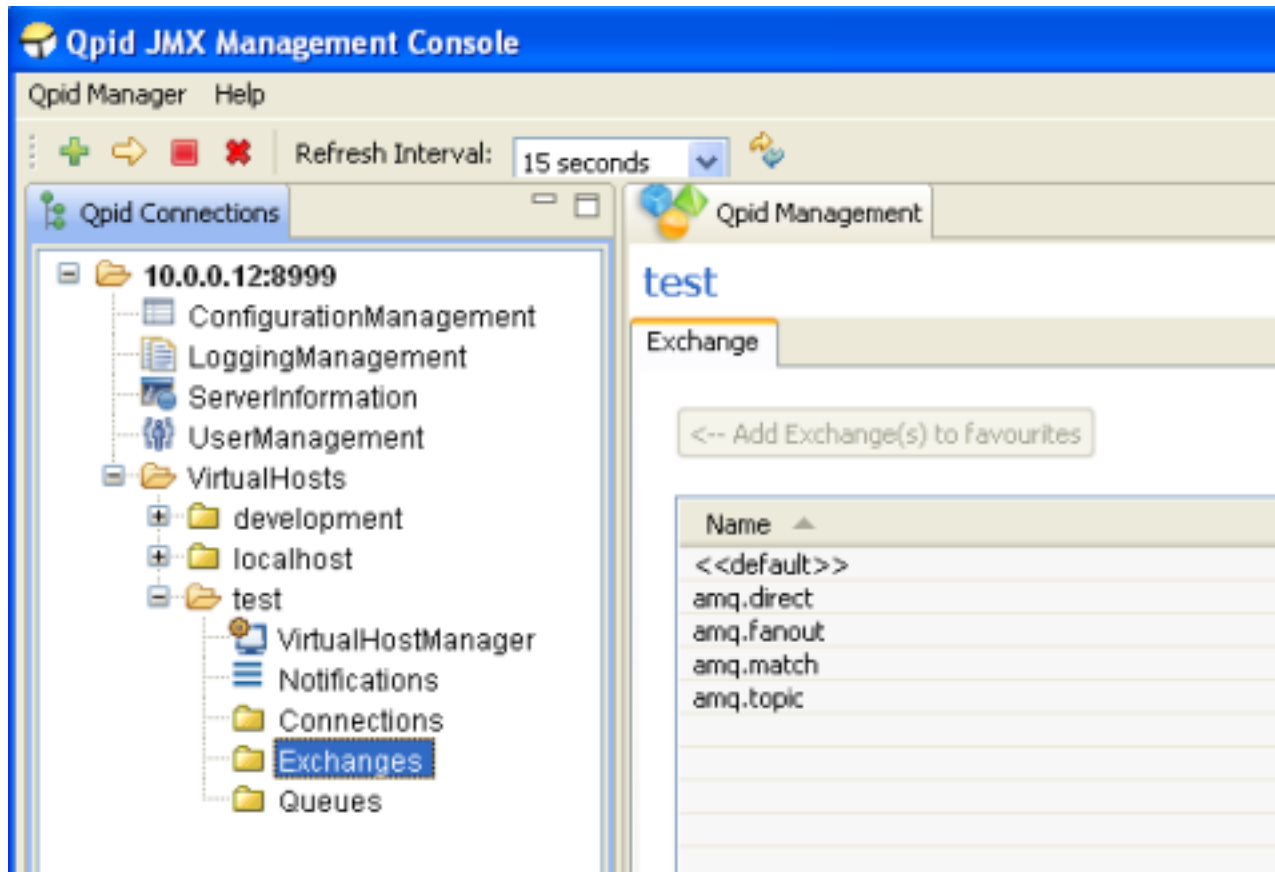 Qpid JMX Management Console
Qpid Manager Help
Refresh Interval: 15 seconds
Qpid Connections
10.0.0.12:8999
ConfigurationManagement
LoggingManagement
ServerInformation
UserManagement
VirtualHosts
development
localhost
test
VirtualHostManager
Notifications
Connections
Exchanges
Queues
Qpid Management
test
Exchange
<-- Add Exchange(s) to favourites
Name
<<default>>
amq.direct
amq.fanout
amq.match
amq.topic